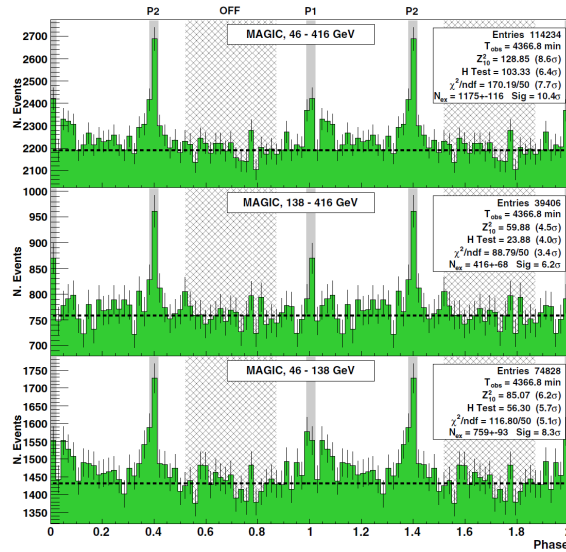 P2 OFF P1 P2
MAGIC, 46 - 416 GeV
Entries 114234
T_obs = 4366.8 min
Z²₁₀ = 128.85 (8.6σ)
H Test = 103.33 (6.4σ)
χ²/ndf = 170.19/50 (7.7σ)
N_ex = 1175+-116 Sig = 10.4σ
N. Events
2700
2600
2500
2400
2300
2200
2100
MAGIC, 138 - 416 GeV
Entries 39406
T_obs = 4366.8 min
Z²₁₀ = 59.88 (4.5σ)
H Test = 23.88 (4.0σ)
χ²/ndf = 88.79/50 (3.4σ)
N_ex = 416+-68 Sig = 6.2σ
N. Events
1000
950
900
850
800
750
700
MAGIC, 46 - 138 GeV
Entries 74828
T_obs = 4366.8 min
Z²₁₀ = 85.07 (6.2σ)
H Test = 56.30 (5.7σ)
χ²/ndf = 116.80/50 (5.1σ)
N_ex = 759+-93 Sig = 8.3σ
N. Events
1750
1700
1650
1600
1550
1500
1450
1400
1350
0 0.2 0.4 0.6 0.8 1 1.2 1.4 1.6 1.8
Phase